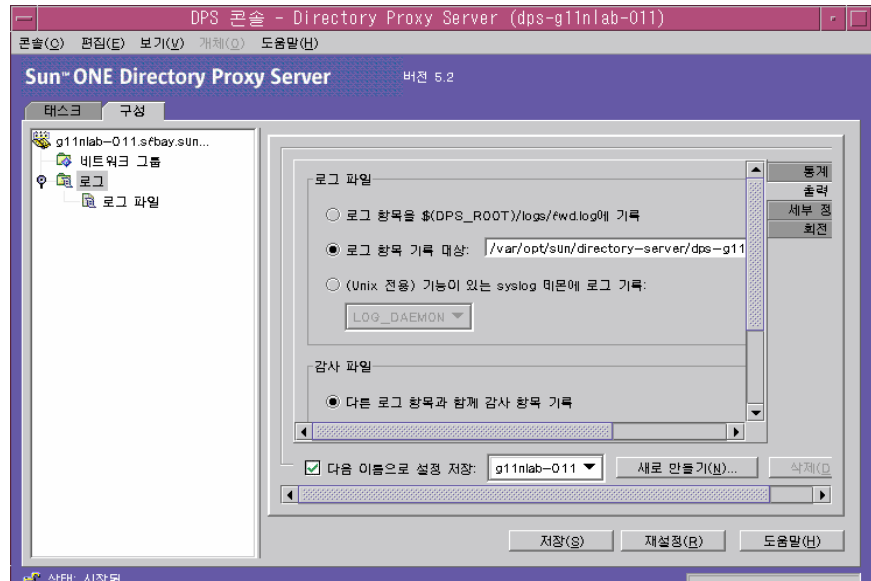 DPS 콘솔 - Directory Proxy Server (dps-g11nlab-011)
콘솔(O) 편집(E) 보기(V) 개체(O) 도움말(H)
Sun™ ONE Directory Proxy Server 버전 5.2
태스크 구성
g11nlab-011.sfbay.sun...
네트워크 그룹
로그
로그 파일
통계
출력
세부 정
회전
로그 파일
로그 항목을 $(DPS_ROOT)/logs/fwd.log에 기록
로그 항목 기록 대상: /var/opt/sun/directory-server/dps-g11
(Unix 전용) 기능이 있는 syslog 데몬에 로그 기록:
LOG_DAEMON
감사 파일
다른 로그 항목과 함께 감사 항목 기록
다음 이름으로 설정 저장: g11nlab-011 새로 만들기(N)... 삭제(D
저장(S) 재설정(R) 도움말(H)
상태: 시작됨